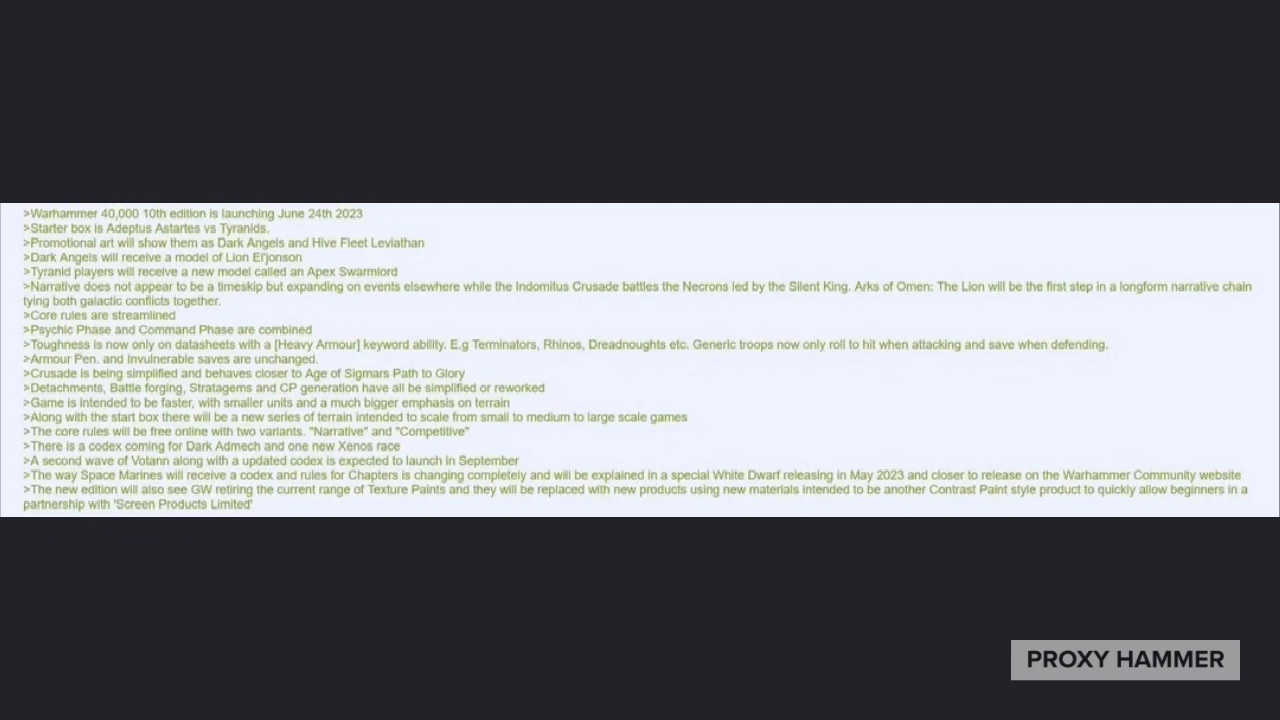 >Warhammer 40,000 10th edition is launching June 24th 2023
>Starter box is Adeptus Astartes vs Tyranids.
>Promotional art will show them as Dark Angels and Hive Fleet Leviathan
>Dark Angels will receive a model of Lion El'jonson
>Tyranid players will receive a new model called an Apex Swarmlord
>Narrative does not appear to be a timeskip but expanding on events elsewhere while the Indomitus Crusade battles the Necrons led by the Silent King. Arks of Omen: The Lion will be the first step in a longform narrative chain
tying both galactic conflicts together.
>Core rules are streamlined
>Psychic Phase and Command Phase are combined
>Toughness is now only on datasheets with a [Heavy Armour] keyword ability. E.g Terminators, Rhinos, Dreadnoughts etc. Generic troops now only roll to hit when attacking and save when defending.
>Armour Pen. and Invulnerable saves are unchanged.
>Crusade is being simplified and behaves closer to Age of Sigmars Path to Glory
>Detachments, Battle forging, Stratagems and CP generation have all be simplified or reworked
>Game is intended to be faster, with smaller units and a much bigger emphasis on terrain
>Along with the start box there will be a new series of terrain intended to scale from small to medium to large scale games
>The core rules will be free online with two variants. "Narrative" and "Competitive"
>There is a codex coming for Dark Admech and one new Xenos race
>A second wave of Votann along with a updated codex is expected to launch in September
>The way Space Marines will receive a codex and rules for Chapters is changing completely and will be explained in a special White Dwarf releasing in May 2023 and closer to release on the Warhammer Community website
>The new edition will also see GW retiring the current range of Texture Paints and they will be replaced with new products using new materials intended to be another Contrast Paint style product to quickly allow beginners in a
partnership with 'Screen Products Limited'
PROXY HAMMER